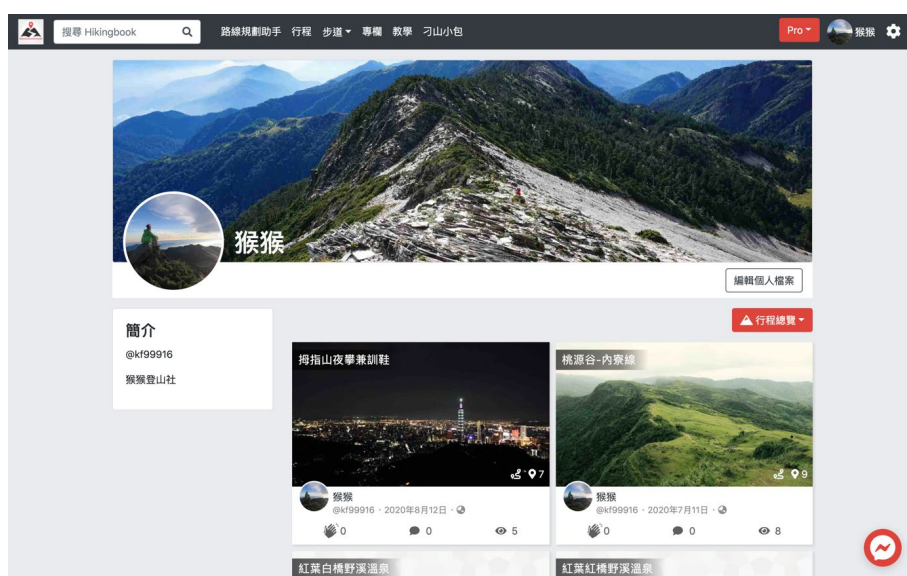 搜尋 Hikingbook
路線規劃助手 行程 步道 專欄 教學 刁山小包
Pro
猴猴
猴猴
編輯個人檔案
行程總覽
簡介
@kf99916
猴猴登山社
拇指山夜攀兼訓鞋
7
猴猴
@kf99916 · 2020年8月12日 ·
0 0 5
桃源谷-內寮線
9
猴猴
@kf99916 · 2020年7月11日 ·
0 0 8
紅葉白橋野溪溫泉
紅葉紅橋野溪溫泉